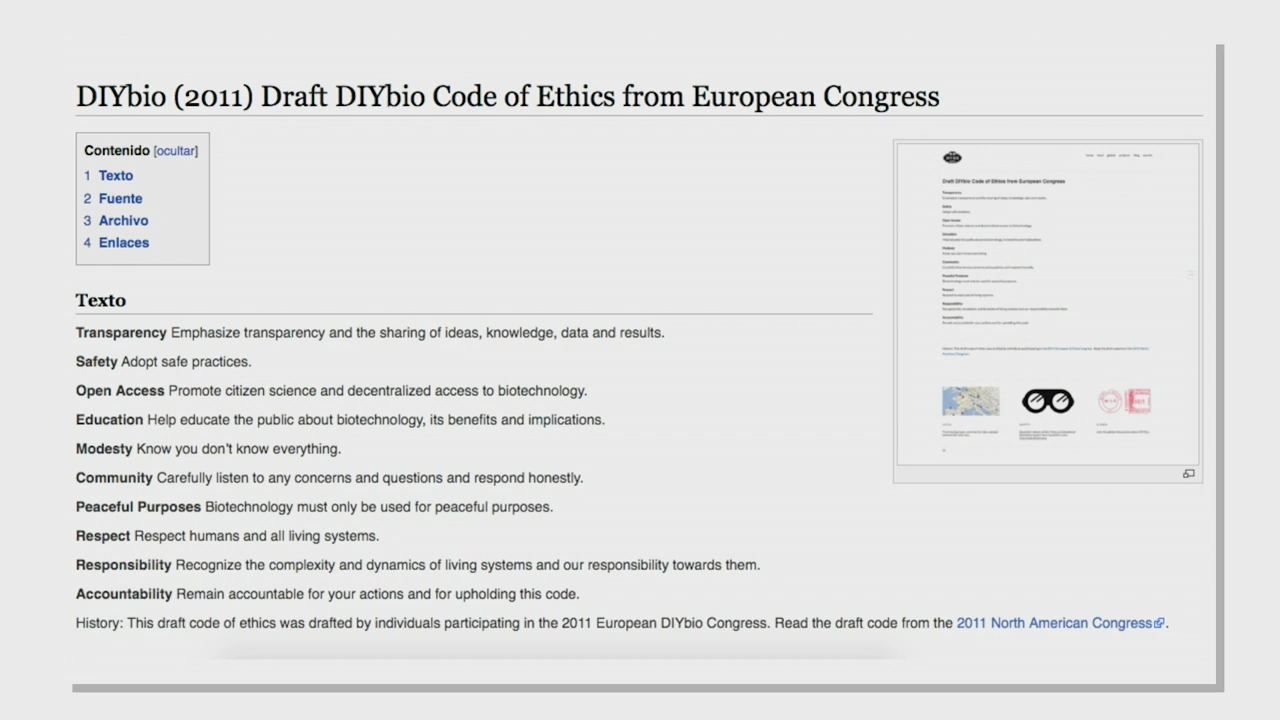 DIYbio (2011) Draft DIYbio Code of Ethics from European Congress
Contenido [ocultar]
1 Texto
2 Fuente
3 Archivo
4 Enlaces
Texto
Transparency Emphasize transparency and the sharing of ideas, knowledge, data and results.
Safety Adopt safe practices.
Open Access Promote citizen science and decentralized access to biotechnology.
Education Help educate the public about biotechnology, its benefits and implications.
Modesty Know you don't know everything.
Community Carefully listen to any concerns and questions and respond honestly.
Peaceful Purposes Biotechnology must only be used for peaceful purposes.
Respect Respect humans and all living systems.
Responsibility Recognize the complexity and dynamics of living systems and our responsibility towards them.
Accountability Remain accountable for your actions and for upholding this code.
History: This draft code of ethics was drafted by individuals participating in the 2011 European DIYbio Congress. Read the draft code from the 2011 North American Congress.
Draft DIYbio Code of Ethics from European Congress